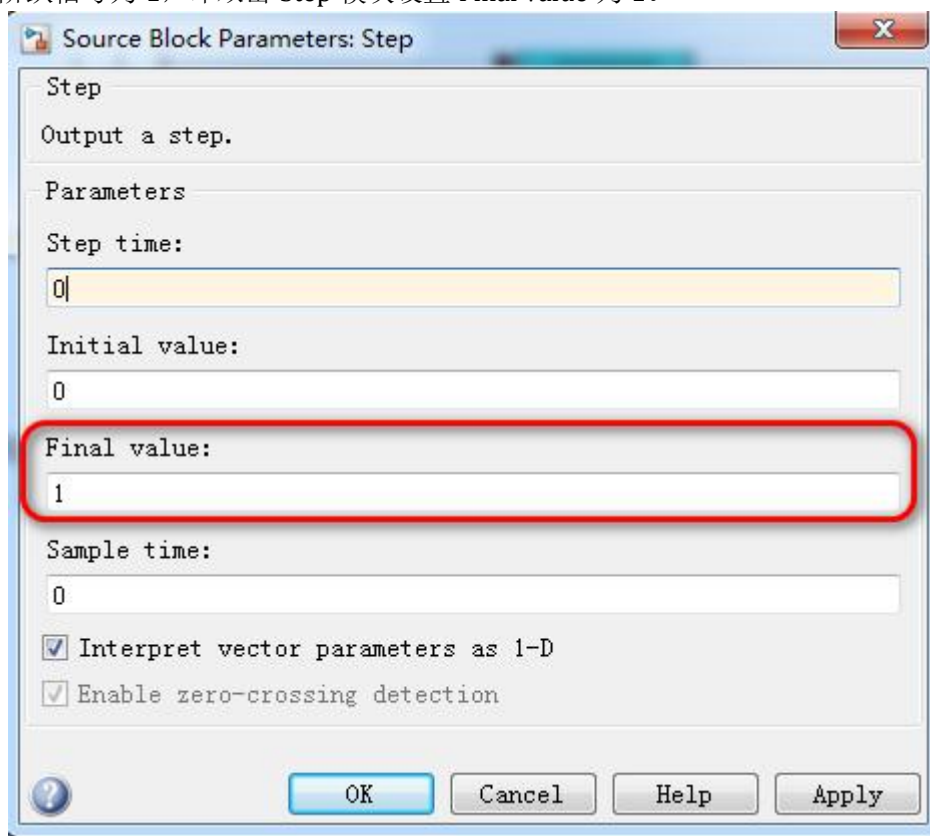 Source Block Parameters: Step
Step
Output a step.
Parameters
Step time:
0
Initial value:
0
Final value:
1
Sample time:
0
Interpret vector parameters as 1-D
Enable zero-crossing detection
OK Cancel Help Apply